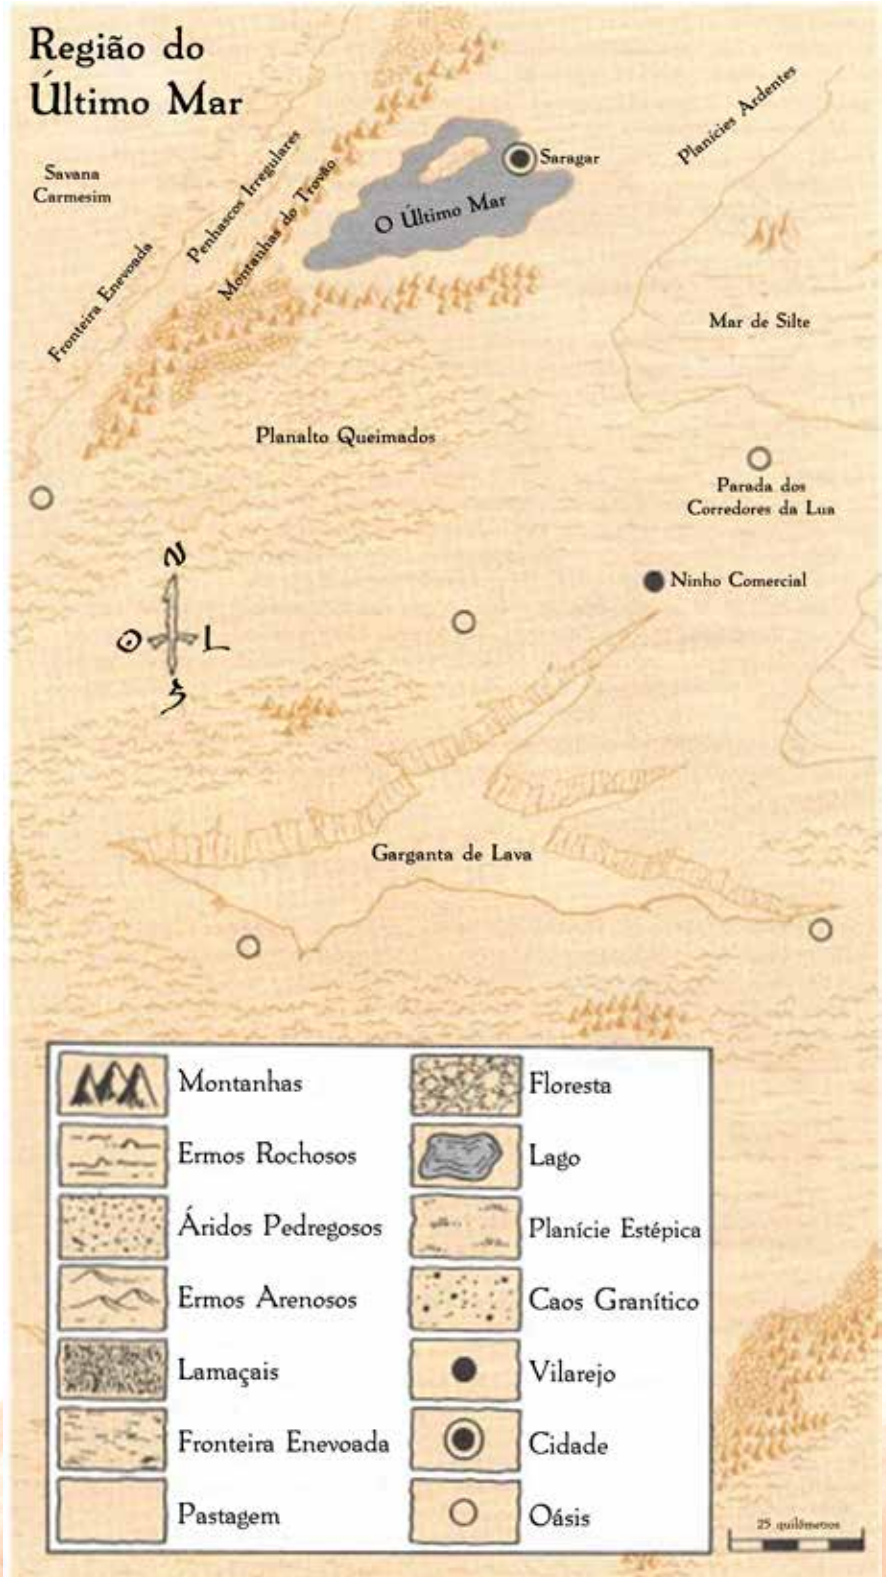 Região do
Último Mar
Savana
Carmesim
Fronteira Enevoada
Penhascos Irregulares
Montanhas do Trovão
O Último Mar
Saragar
Planícies Ardentes
Mar de Silte
Planalto Queimados
Parada dos
Corredores da Lua
Ninho Comercial
N
O
L
S
Garganta de Lava
Montanhas
Ermos Rochosos
Áridos Pedregosos
Ermos Arenosos
Lamaçais
Fronteira Enevoada
Pastagem
Floresta
Lago
Planície Estépica
Caos Granítico
Vilarejo
Cidade
Oásis
25 quilômetros